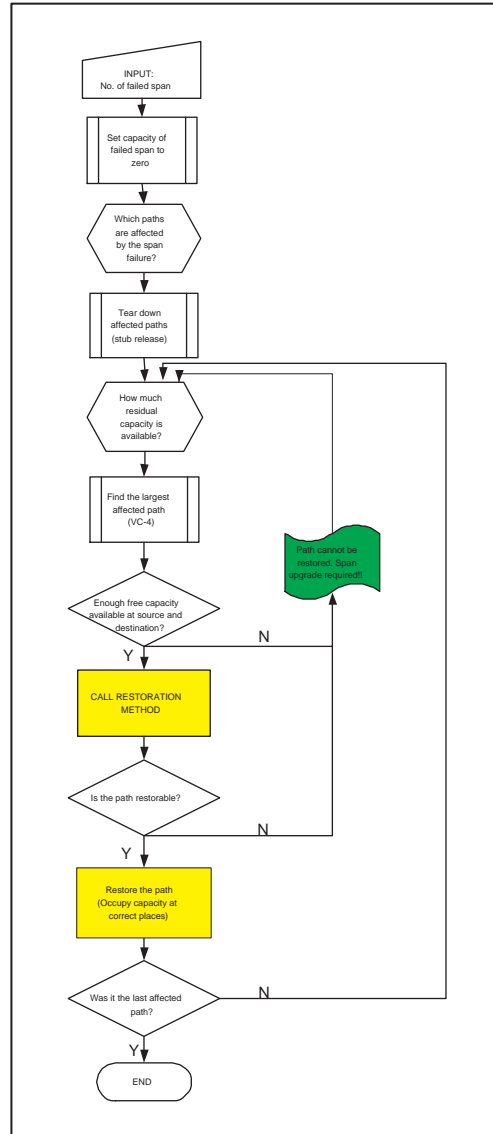 INPUT:
No. of failed span
Set capacity of
failed span to
zero
Which paths
are affected
by the span
failure?
Tear down
affected paths
(stub release)
How much
residual
capacity is
available?
Find the largest
affected path
(VC-4)
Path cannot be
restored. Span
upgrade required!!
Enough free capacity
available at source and
destination?
N
Y
CALL RESTORATION
METHOD
Is the path restorable?
N
Y
Restore the path
(Occupy capacity at
correct places)
Was it the last affected
path?
N
Y
END